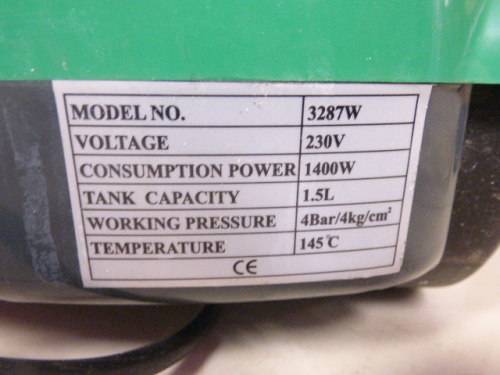 MODEL NO. 3287W
VOLTAGE 230V
CONSUMPTION POWER 1400W
TANK CAPACITY 1.5L
WORKING PRESSURE 4Bar/4kg/cm²
TEMPERATURE 145℃
CE